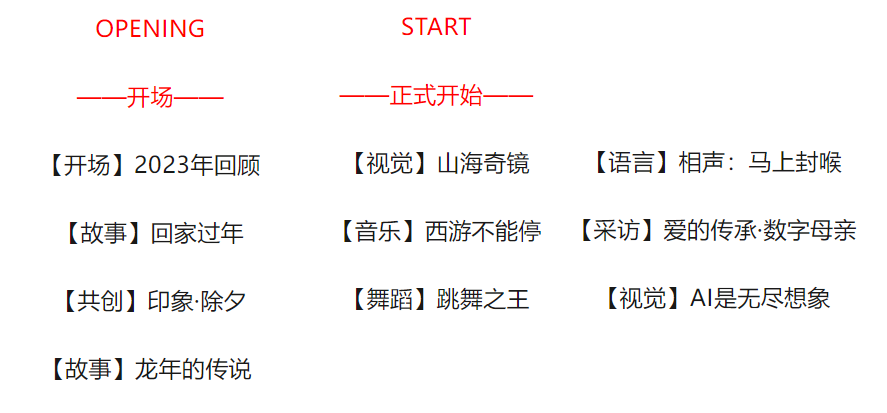 OPENING
——开场——
【开场】2023年回顾
【故事】回家过年
【共创】印象·除夕
【故事】龙年的传说
START
——正式开始——
【视觉】山海奇镜
【音乐】西游不能停
【舞蹈】跳舞之王
【语言】相声：马上封喉
【采访】爱的传承·数字母亲
【视觉】AI是无尽想象